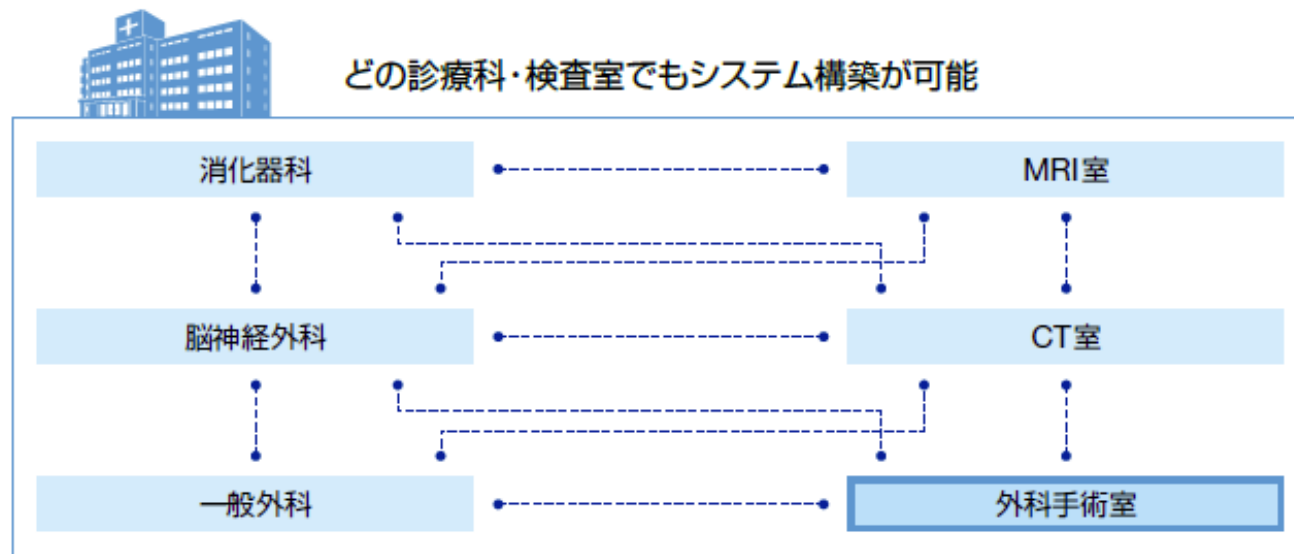 どの診療科・検査室でもシステム構築が可能
消化器科
MRI室
脳神経外科
CT室
一般外科
外科手術室